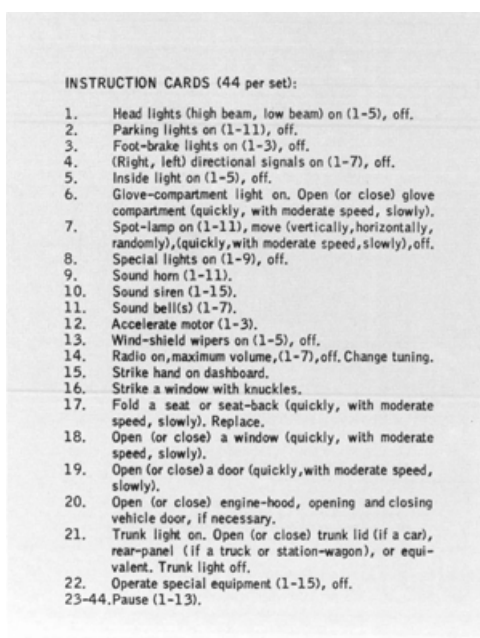 INSTRUCTION CARDS (44 per set):
1. Head lights (high beam, low beam) on (1-5), off.
2. Parking lights on (1-11), off.
3. Foot-brake lights on (1-3), off.
4. (Right, left) directional signals on (1-7), off.
5. Inside light on (1-5), off.
6. Glove-compartment light on. Open (or close) glove
compartment (quickly, with moderate speed, slowly).
7. Spot-lamp on (1-11), move (vertically,horizontally,
randomly),(quickly,with moderate speed,slowly),off.
8. Special lights on (1-9), off.
9. Sound horn (1-11).
10. Sound siren (1-15).
11. Sound bell(s) (1-7).
12. Accelerate motor (1-3).
13. Wind-shield wipers on (1-5), off.
14. Radio on,maximum volume,(1-7),off. Change tuning.
15. Strike hand on dashboard.
16. Strike a window with knuckles.
17. Fold a seat or seat-back (quickly, with moderate
speed, slowly). Replace.
18. Open (or close) a window (quickly, with moderate
speed, slowly).
19. Open (or close) a door (quickly,with moderate speed,
slowly).
20. Open (or close) engine-hood, opening and closing
vehicle door, if necessary.
21. Trunk light on. Open (or close) trunk lid (if a car),
rear-panel (if a truck or station-wagon), or equi-
valent. Trunk light off.
22. Operate special equipment (1-15), off.
23-44.Pause (1-13).